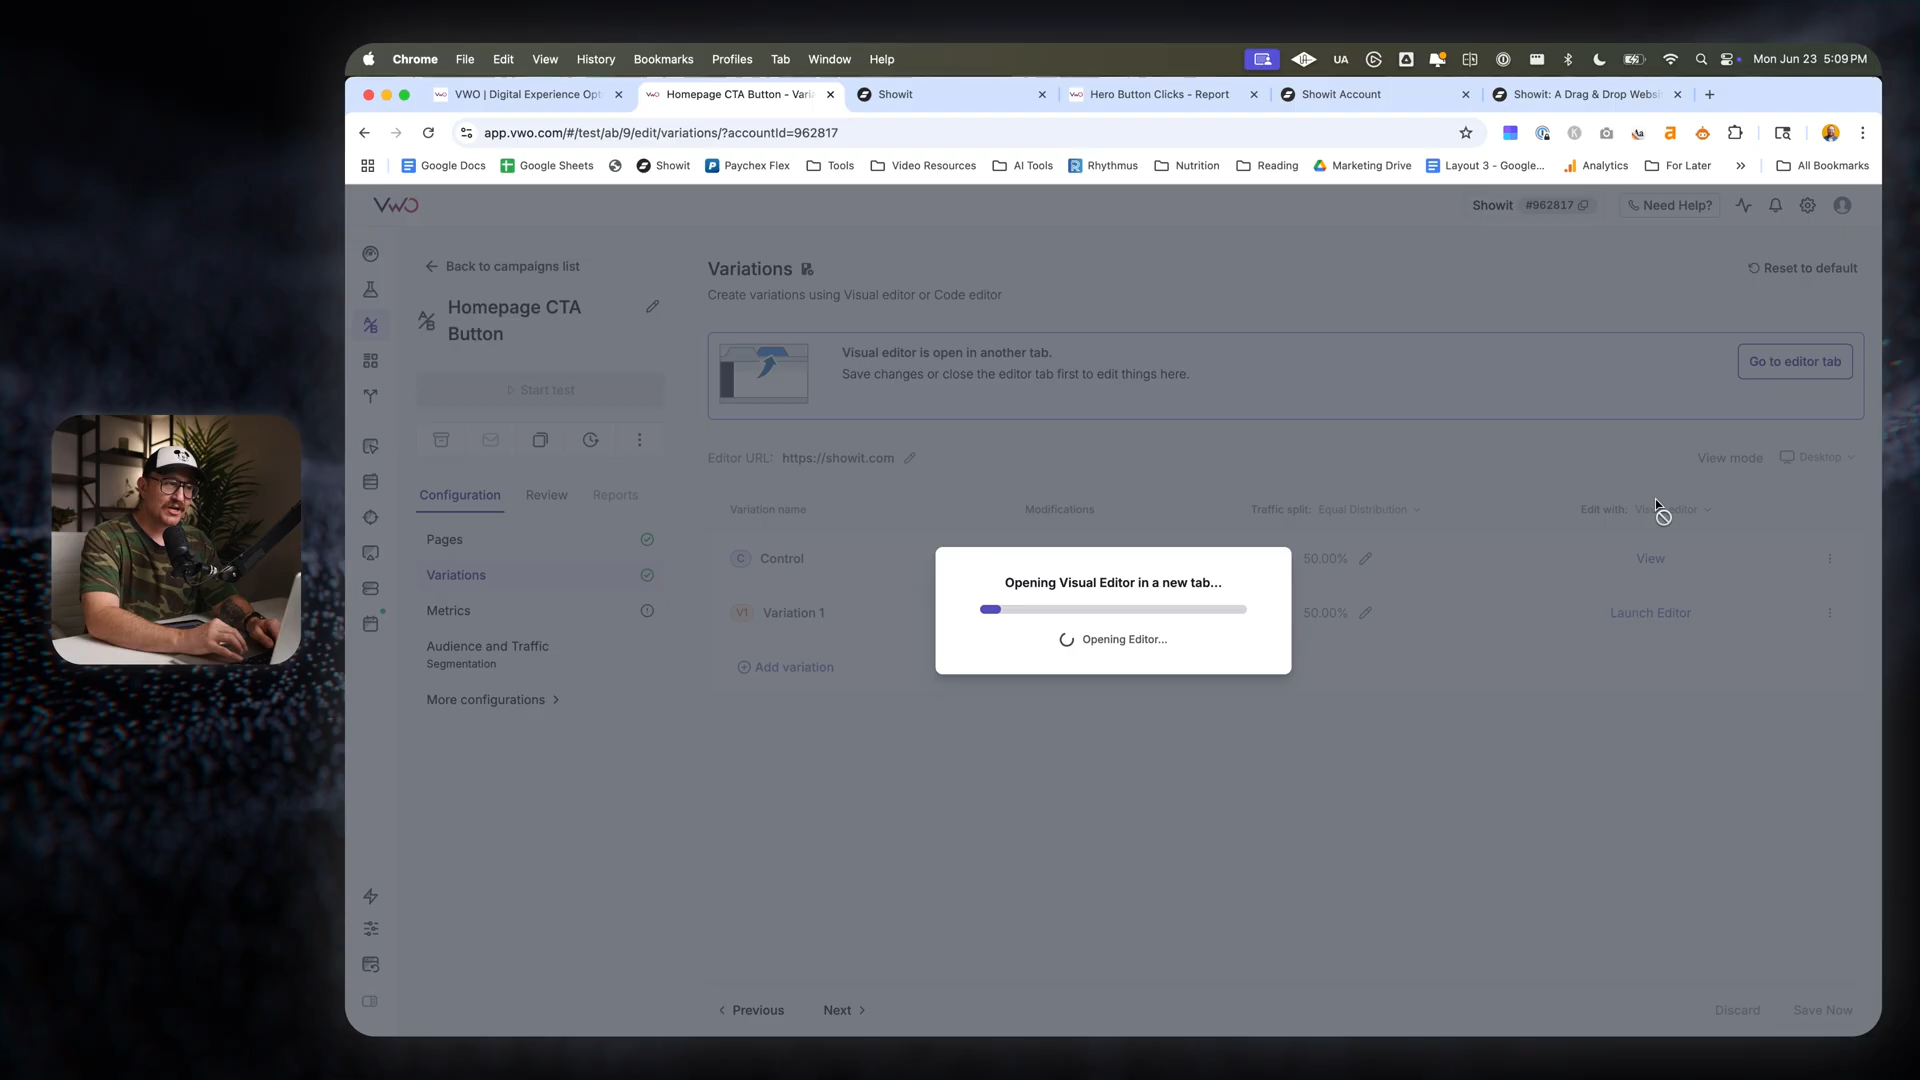 Chrome File Edit View History Bookmarks Profiles Tab Window Help UA Mon Jun 23 5:09 PM
VWO | Digital Experience Opti Homepage CTA Button - Varia Showit Hero Button Clicks - Report Showit Account Showit: A Drag & Drop Websi
app.vwo.com/#/test/ab/9/edit/variations/?accountId=962817
Google Docs Google Sheets Showit Paychex Flex Tools Video Resources AI Tools Rhythmus Nutrition Reading Marketing Drive Layout 3 - Google... Analytics For Later All Bookmarks
VWO Showit #962817 Need Help?
Back to campaigns list
Homepage CTA
Button
Start test
Configuration Review Reports
Pages
Variations
Metrics
Audience and Traffic
Segmentation
More configurations
Variations Reset to default
Create variations using Visual editor or Code editor
Visual editor is open in another tab.
Save changes or close the editor tab first to edit things here.
Go to editor tab
Editor URL: https://showit.com View mode Desktop
Variation name Modifications Traffic split: Equal Distribution Edit with: Visual editor
C Control 50.00% View
V1 Variation 1 50.00% Launch Editor
Add variation
Opening Visual Editor in a new tab...
Opening Editor...
Previous Next Discard Save Now